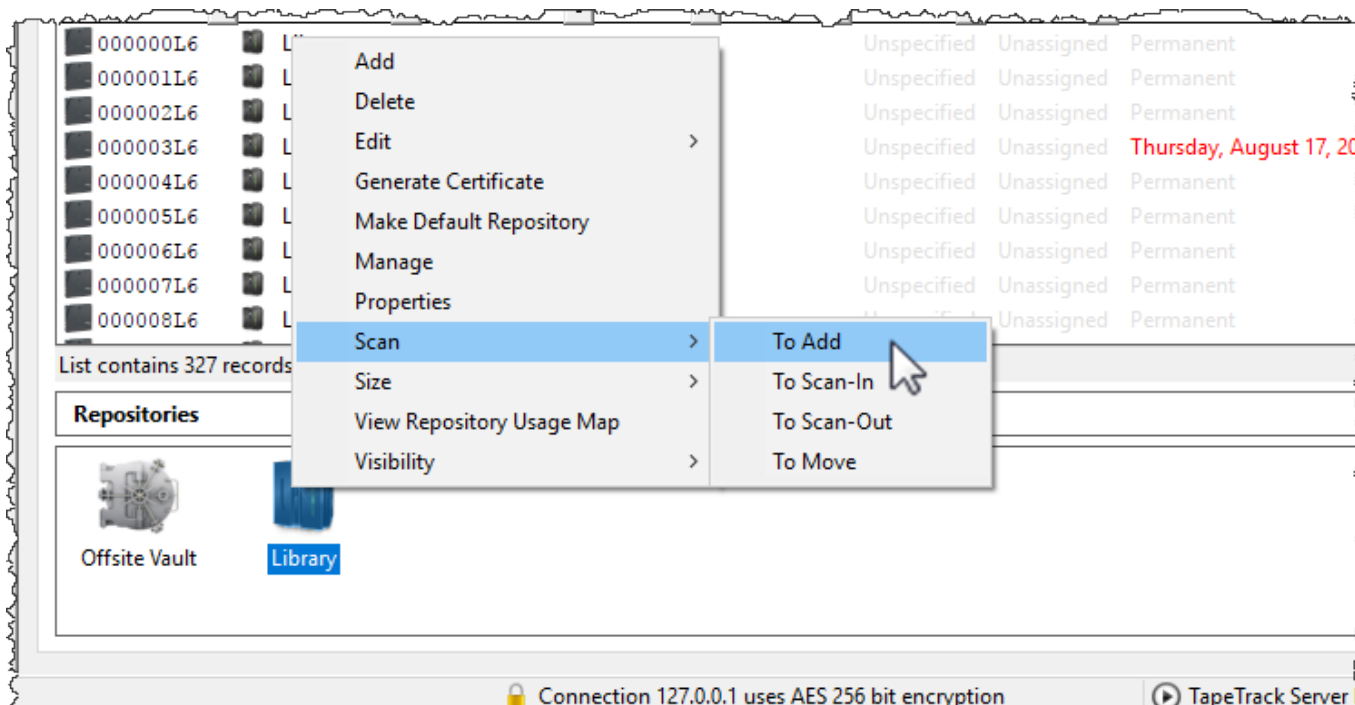 000000L6 Unspecified Unassigned Permanent
000001L6 L Unspecified Unassigned Permanent
000002L6 L Unspecified Unassigned Permanent
000003L6 L Unspecified Unassigned Thursday, August 17, 20
000004L6 L Unspecified Unassigned Permanent
000005L6 L Unspecified Unassigned Permanent
000006L6 L Unspecified Unassigned Permanent
000007L6 L Unspecified Unassigned Permanent
000008L6 L Unassigned Permanent
Add
Delete
Edit
Generate Certificate
Make Default Repository
Manage
Properties
Scan
Size
View Repository Usage Map
Visibility
To Add
To Scan-In
To Scan-Out
To Move
List contains 327 records
Repositories
Offsite Vault
Library
Connection 127.0.0.1 uses AES 256 bit encryption
TapeTrack Server